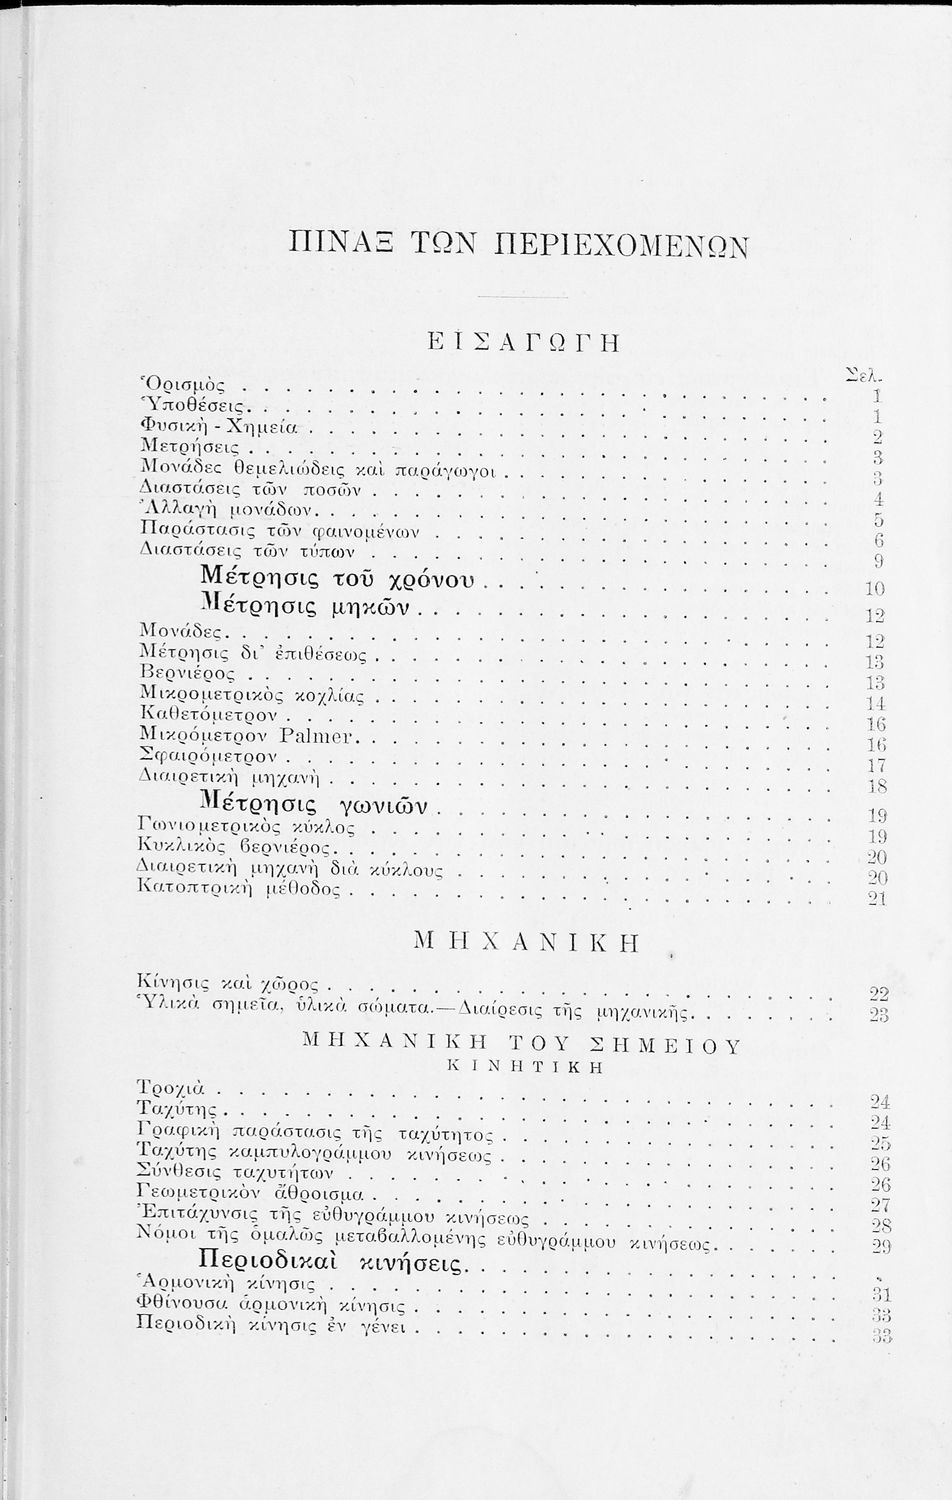 ΠΙΝΑΞ ΤΩΝ ΠΕΡΙΕΧΟΜΕΝΩΝ
ΕΙΣΑΓΩΓΗ
Σελ.
Ὁρισμὸς . . . . . 1
Ὑποθέσεις. . . . . 1
Φυσικὴ - Χημεία . . . . . 2
Μετρήσεις . . . . . 3
Μονάδες θεμελιώδεις καὶ παράγωγοι . . . . . 3
Διαστάσεις τῶν ποσῶν . . . . . 4
Ἀλλαγὴ μονάδων. . . . . 5
Παράστασις τῶν φαινομένων . . . . . 6
Διαστάσεις τῶν τύπων . . . . . 9
Μέτρησις τοῦ χρόνου . . . . . 10
Μέτρησις μηκῶν . . . . . 12
Μονάδες. . . . . 12
Μέτρησις δι' ἐπιθέσεως . . . . . 13
Βερνιέρος . . . . . 13
Μικρομετρικὸς κοχλίας . . . . . 14
Καθετόμετρον . . . . . 16
Μικρόμετρον Palmer. . . . . 16
Σφαιρόμετρον . . . . . 17
Διαιρετικὴ μηχανὴ . . . . . 18
Μέτρησις γωνιῶν . . . . . 19
Γωνιομετρικὸς κύκλος . . . . . 19
Κυκλικὸς βερνιέρος. . . . . 20
Διαιρετικὴ μηχανὴ διὰ κύκλους . . . . . 20
Κατοπτρικὴ μέθοδος . . . . . 21
ΜΗΧΑΝΙΚΗ
Κίνησις καὶ χῶρος . . . . . 22
Ὑλικὰ σημεῖα, ὑλικὰ σώματα.—Διαίρεσις τῆς μηχανικῆς. . . . . 23
ΜΗΧΑΝΙΚΗ ΤΟΥ ΣΗΜΕΙΟΥ
ΚΙΝΗΤΙΚΗ
Τροχιὰ . . . . . 24
Ταχύτης . . . . . 24
Γραφικὴ παράστασις τῆς ταχύτητος . . . . . 25
Ταχύτης καμπυλογράμμου κινήσεως . . . . . 26
Σύνθεσις ταχυτήτων . . . . . 26
Γεωμετρικὸν ἄθροισμα . . . . . 27
Ἐπιτάχυνσις τῆς εὐθυγράμμου κινήσεως . . . . . 28
Νόμοι τῆς ὁμαλῶς μεταβαλλομένης εὐθυγράμμου κινήσεως. . . . . 29
Περιοδικαὶ κινήσεις. . . . .
Ἁρμονικὴ κίνησις . . . . . 31
Φθίνουσα ἁρμονικὴ κίνησις . . . . . 33
Περιοδικὴ κίνησις ἐν γένει . . . . . 33